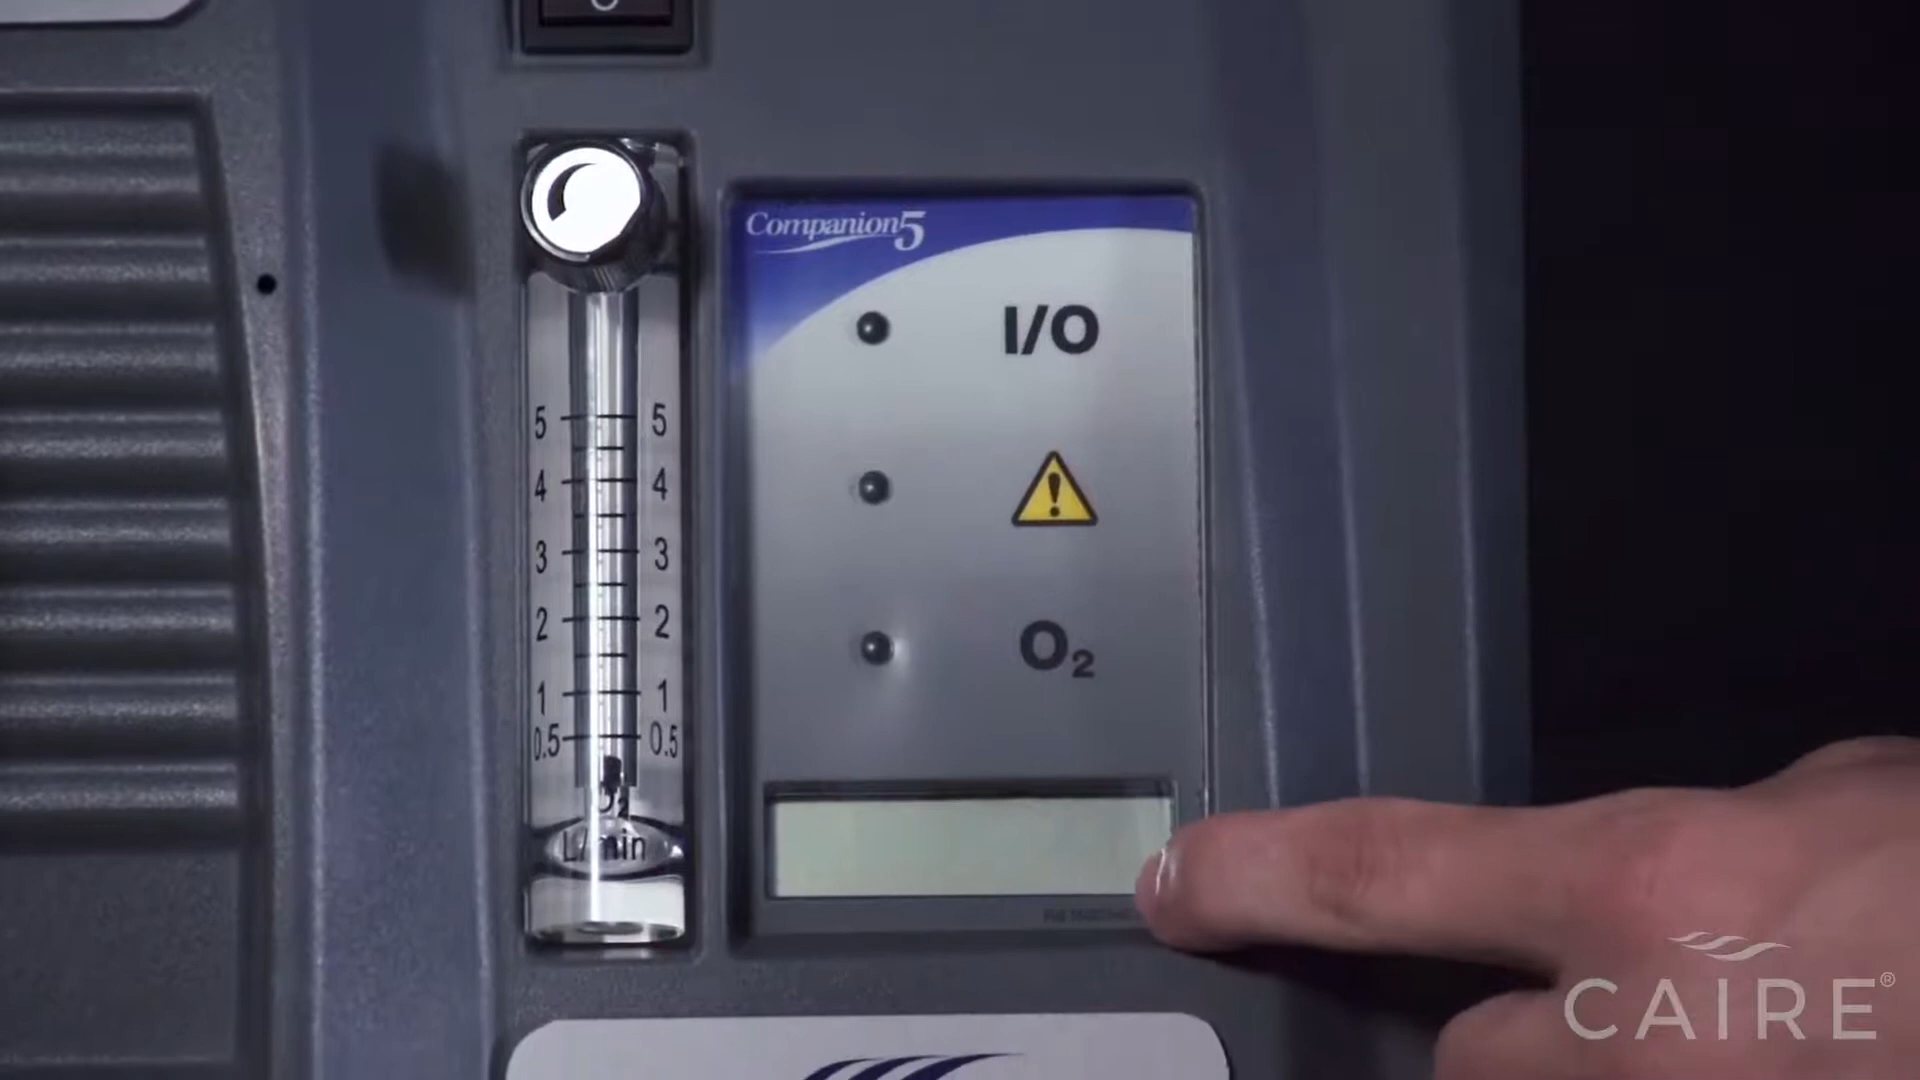 Companion5
I/O
5 5
4 4
3 3
2 2
O2
1 1
0.5 0.5
O2
L/min
CAIRE®